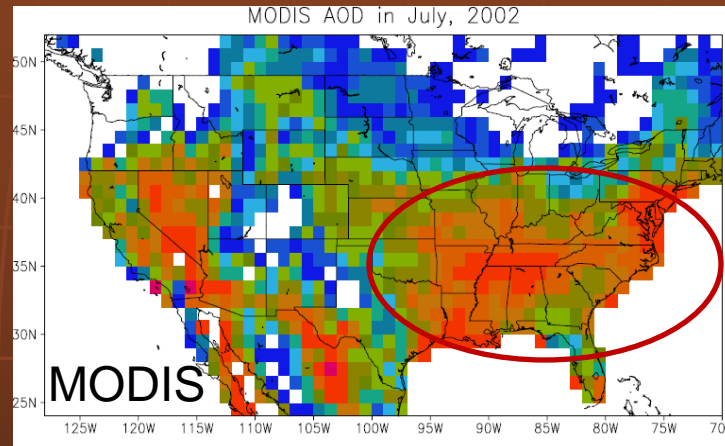 MODIS AOD in July, 2002
50N
45N
40N
35N
30N
25N
MODIS
125W 120W 115W 110W 105W 100W 95W 90W 85W 80W 75W 70